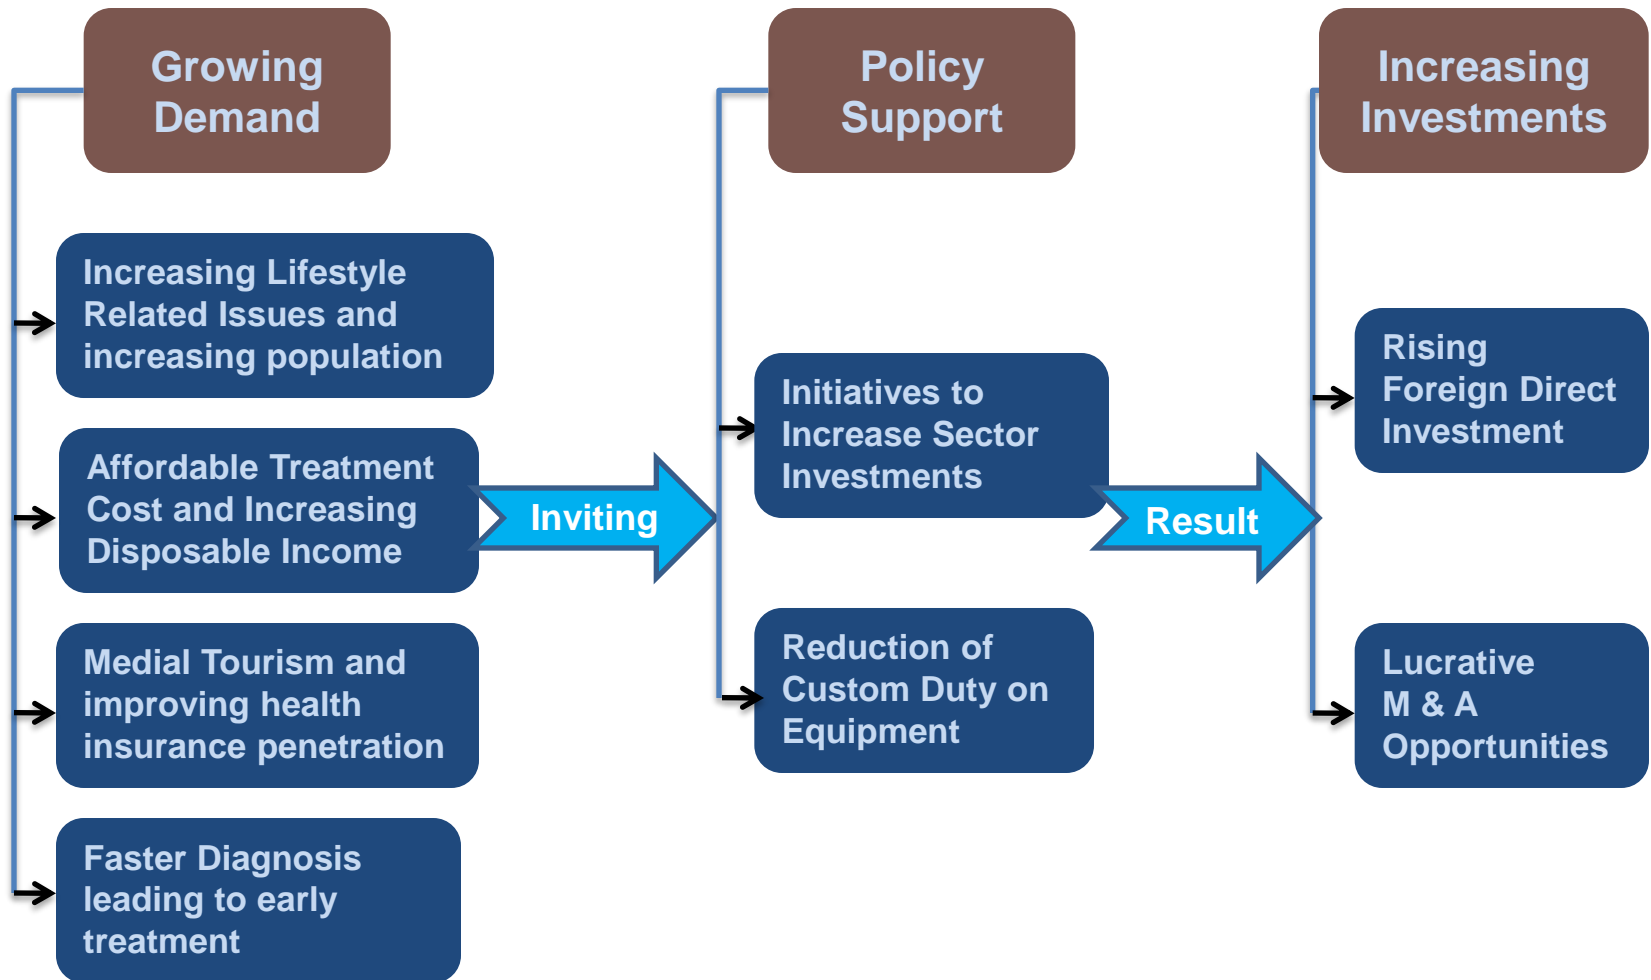 Growing
Demand
Increasing Lifestyle
Related Issues and
increasing population
Affordable Treatment
Cost and Increasing
Disposable Income
Medial Tourism and
improving health
insurance penetration
Faster Diagnosis
leading to early
treatment
Inviting
Policy
Support
Initiatives to
Increase Sector
Investments
Reduction of
Custom Duty on
Equipment
Result
Increasing
Investments
Rising
Foreign Direct
Investment
Lucrative
M & A
Opportunities